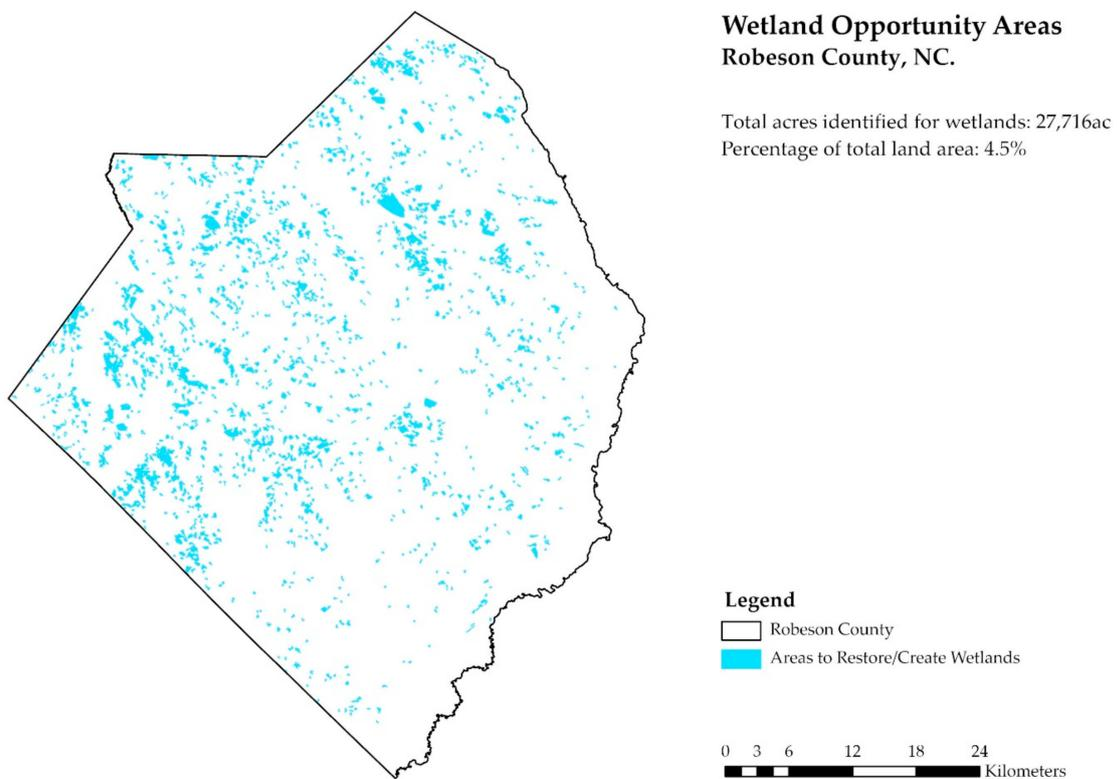 Wetland Opportunity Areas
Robeson County, NC.
Total acres identified for wetlands: 27,716ac
Percentage of total land area: 4.5%
Legend
Robeson County
Areas to Restore/Create Wetlands
0 3 6 12 18 24
Kilometers